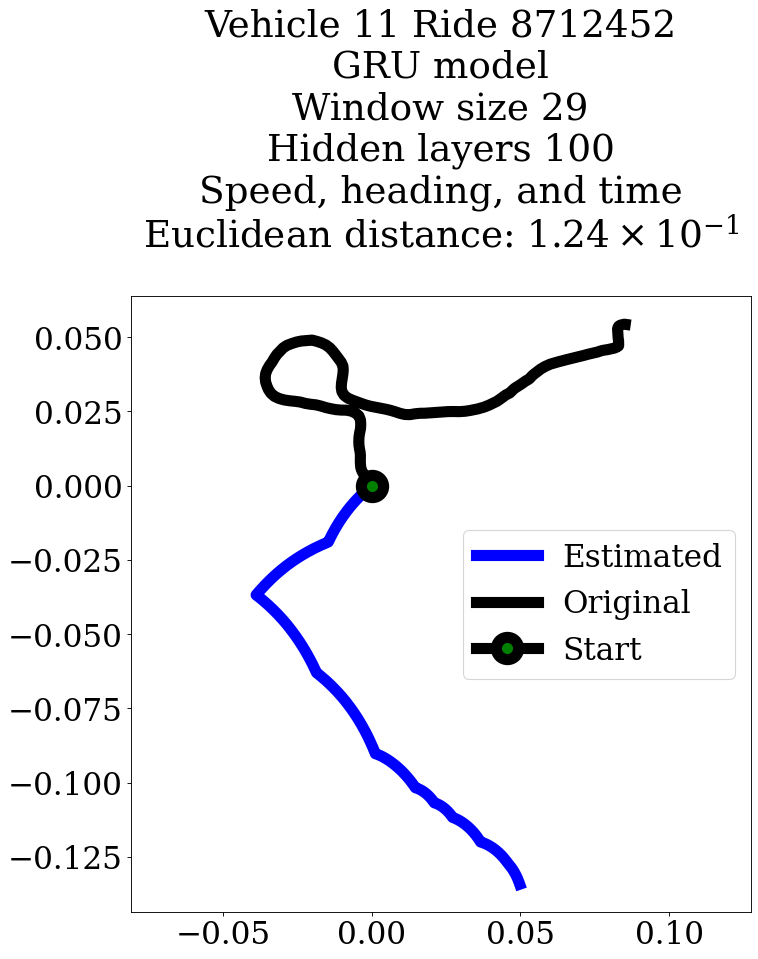 Vehicle 11 Ride 8712452
GRU model
Window size 29
Hidden layers 100
Speed, heading, and time
Euclidean distance: 1.24 × 10⁻¹
0.050
0.025
0.000
−0.025
−0.050
−0.075
−0.100
−0.125
Estimated
Original
Start
−0.05 0.00 0.05 0.10